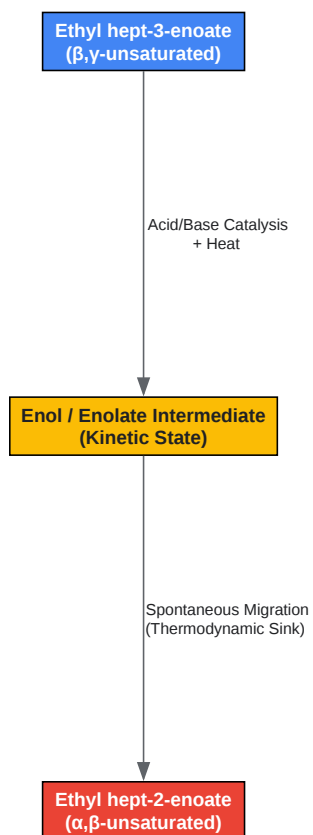 Ethyl hept-3-enoate
(β,γ-unsaturated)
Acid/Base Catalysis
+ Heat
Enol / Enolate Intermediate
(Kinetic State)
Spontaneous Migration
(Thermodynamic Sink)
Ethyl hept-2-enoate
(α,β-unsaturated)